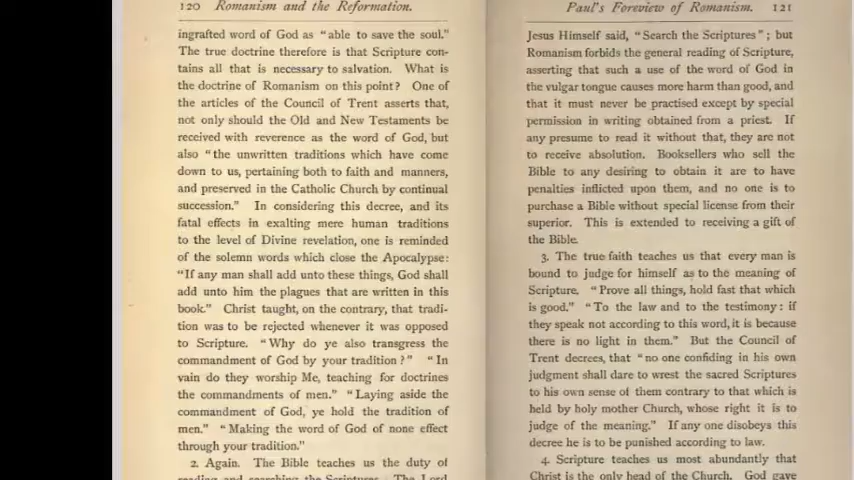 120 Romanism and the Reformation.
ingrafted word of God as “able to save the soul.”
The true doctrine therefore is that Scripture con-
tains all that is necessary to salvation. What is
the doctrine of Romanism on this point? One of
the articles of the Council of Trent asserts that,
not only should the Old and New Testaments be
received with reverence as the word of God, but
also “the unwritten traditions which have come
down to us, pertaining both to faith and manners,
and preserved in the Catholic Church by continual
succession.” In considering this decree, and its
fatal effects in exalting mere human traditions
to the level of Divine revelation, one is reminded
of the solemn words which close the Apocalypse:
“If any man shall add unto these things, God shall
add unto him the plagues that are written in this
book.” Christ taught, on the contrary, that tradi-
tion was to be rejected whenever it was opposed
to Scripture. “Why do ye also transgress the
commandment of God by your tradition?” “In
vain do they worship Me, teaching for doctrines
the commandments of men.” “Laying aside the
commandment of God, ye hold the tradition of
men.” “Making the word of God of none effect
through your tradition.”
2. Again. The Bible teaches us the duty of
reading and searching the Scriptures. The Lord
Paul's Foreview of Romanism. 121
Jesus Himself said, “Search the Scriptures”; but
Romanism forbids the general reading of Scripture,
asserting that such a use of the word of God in
the vulgar tongue causes more harm than good, and
that it must never be practised except by special
permission in writing obtained from a priest. If
any presume to read it without that, they are not
to receive absolution. Booksellers who sell the
Bible to any desiring to obtain it are to have
penalties inflicted upon them, and no one is to
purchase a Bible without special license from their
superior. This is extended to receiving a gift of
the Bible.
3. The true faith teaches us that every man is
bound to judge for himself as to the meaning of
Scripture. “Prove all things, hold fast that which
is good.” “To the law and to the testimony: if
they speak not according to this word, it is because
there is no light in them.” But the Council of
Trent decrees, that “no one confiding in his own
judgment shall dare to wrest the sacred Scriptures
to his own sense of them contrary to that which is
held by holy mother Church, whose right it is to
judge of the meaning.” If any one disobeys this
decree he is to be punished according to law.
4. Scripture teaches us most abundantly that
Christ is the only head of the Church. God gave